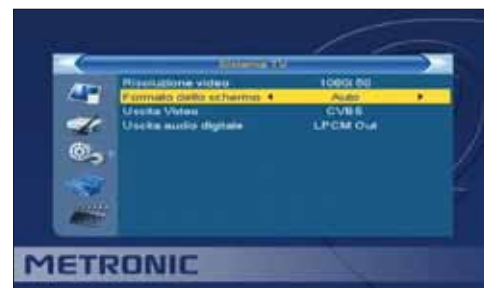 Sistema TV
Risoluzione video 1080i 50
Formato dello schermo Auto
Uscita Video CVBS
Uscita audio digitale LPCM Out
METRONIC